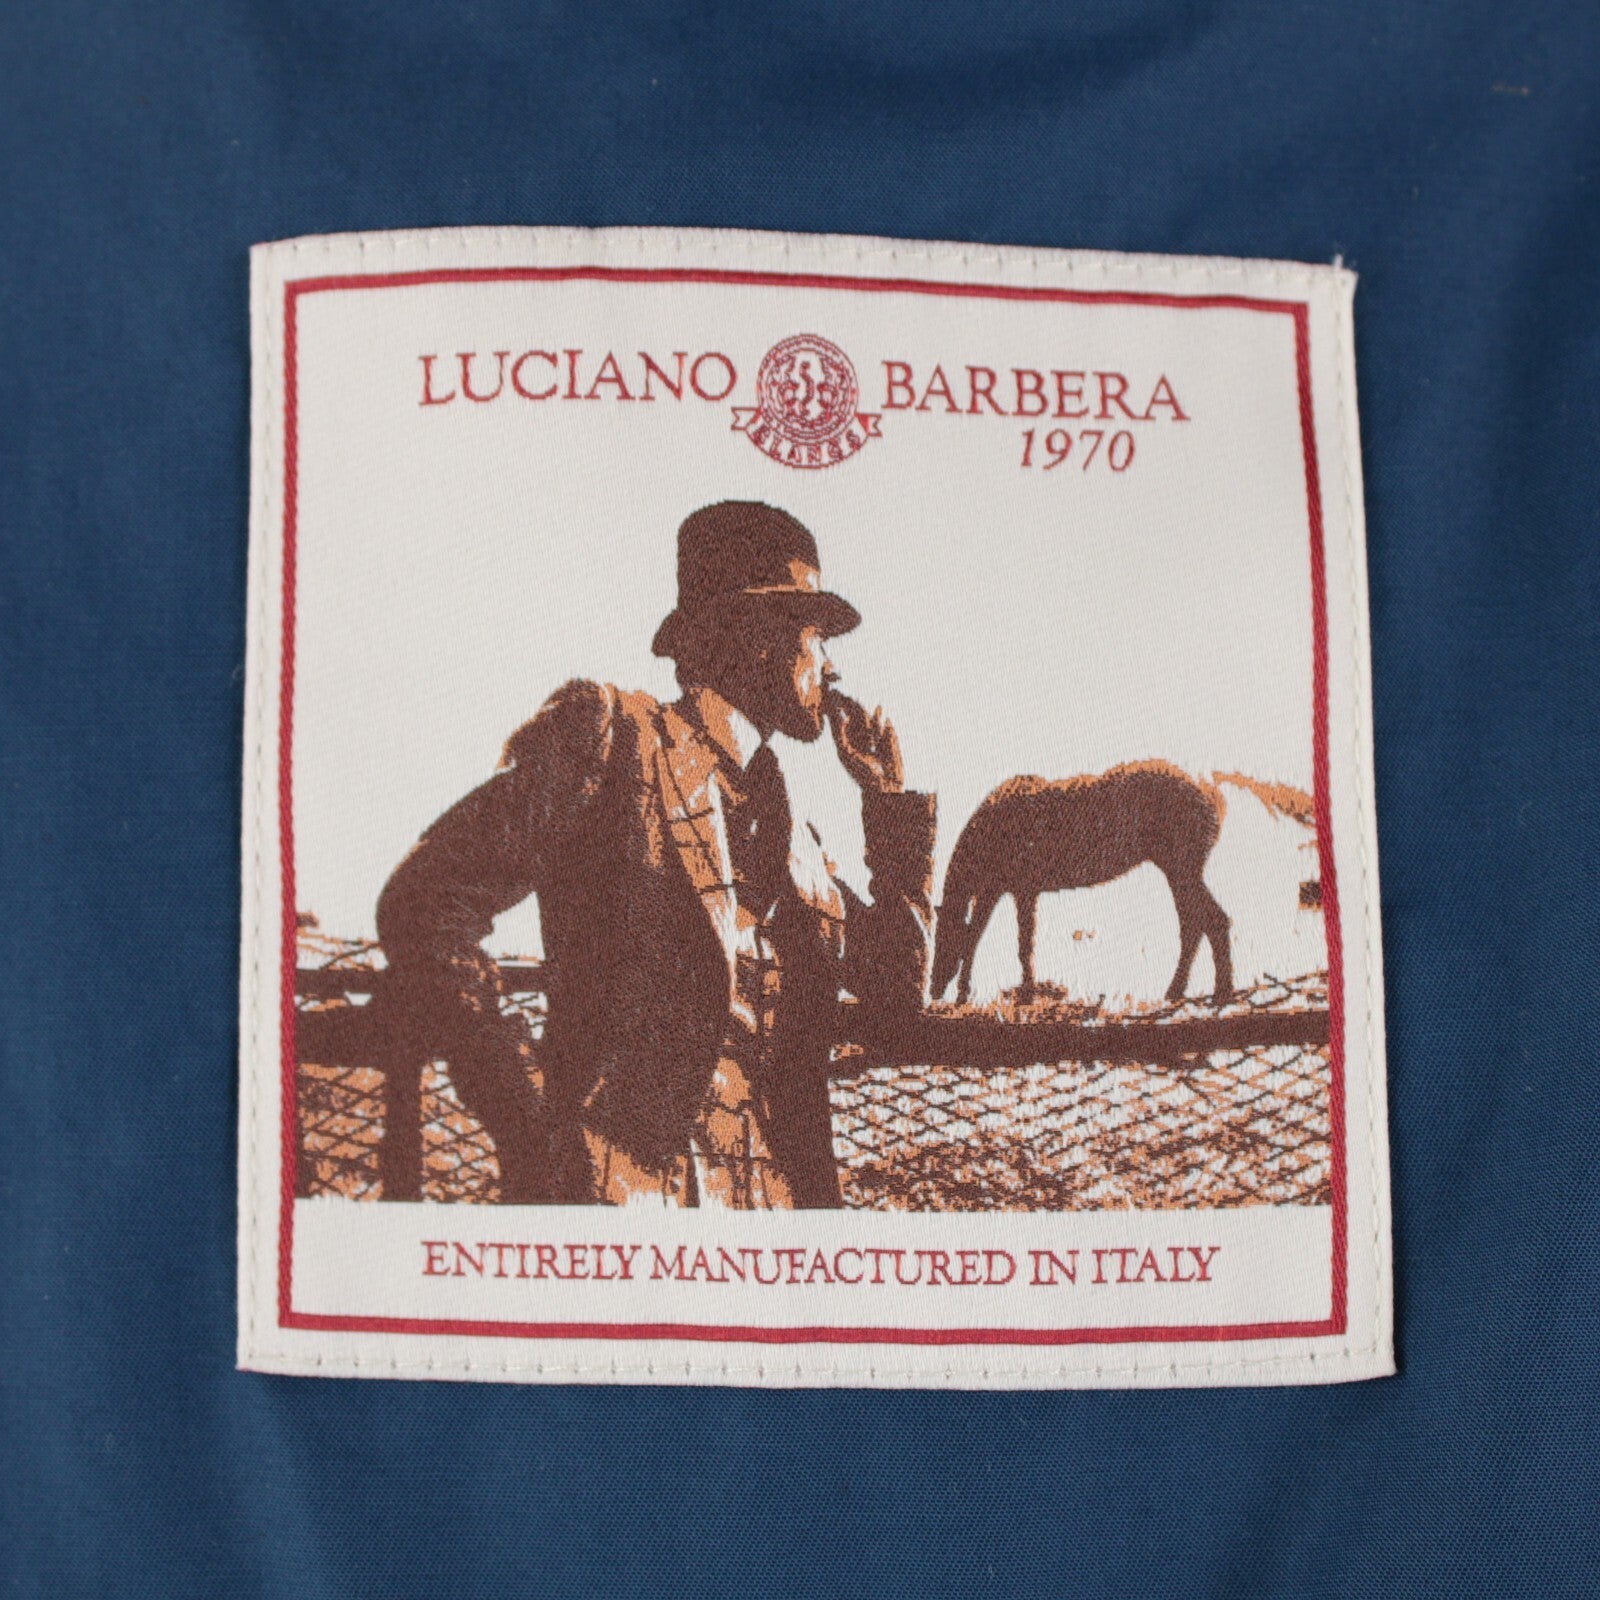 LUCIANO BARBERA
1970
ENTIRELY MANUFACTURED IN ITALY